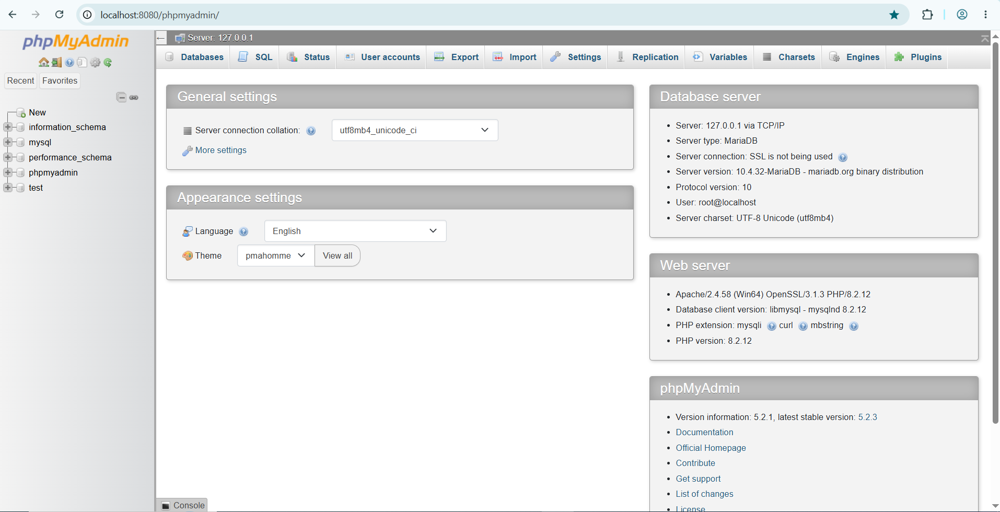 localhost:8080/phpmyadmin/
phpMyAdmin
Recent Favorites
New
information_schema
mysql
performance_schema
phpmyadmin
test
Server: 127.0.0.1
Databases SQL Status User accounts Export Import Settings Replication Variables Charsets Engines Plugins
General settings
Server connection collation: utf8mb4_unicode_ci
More settings
Appearance settings
Language English
Theme pmahomme View all
Database server
Server: 127.0.0.1 via TCP/IP
Server type: MariaDB
Server connection: SSL is not being used
Server version: 10.4.32-MariaDB - mariadb.org binary distribution
Protocol version: 10
User: root@localhost
Server charset: UTF-8 Unicode (utf8mb4)
Web server
Apache/2.4.58 (Win64) OpenSSL/3.1.3 PHP/8.2.12
Database client version: libmysql - mysqlnd 8.2.12
PHP extension: mysqli curl mbstring
PHP version: 8.2.12
phpMyAdmin
Version information: 5.2.1, latest stable version: 5.2.3
Documentation
Official Homepage
Contribute
Get support
List of changes
License
Console